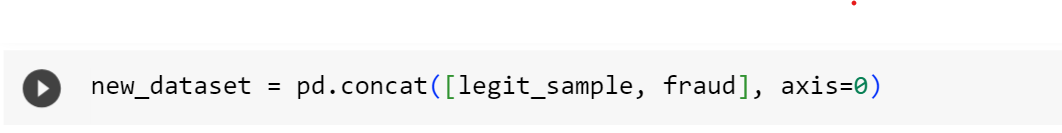 new_dataset = pd.concat([legit_sample, fraud], axis=0)